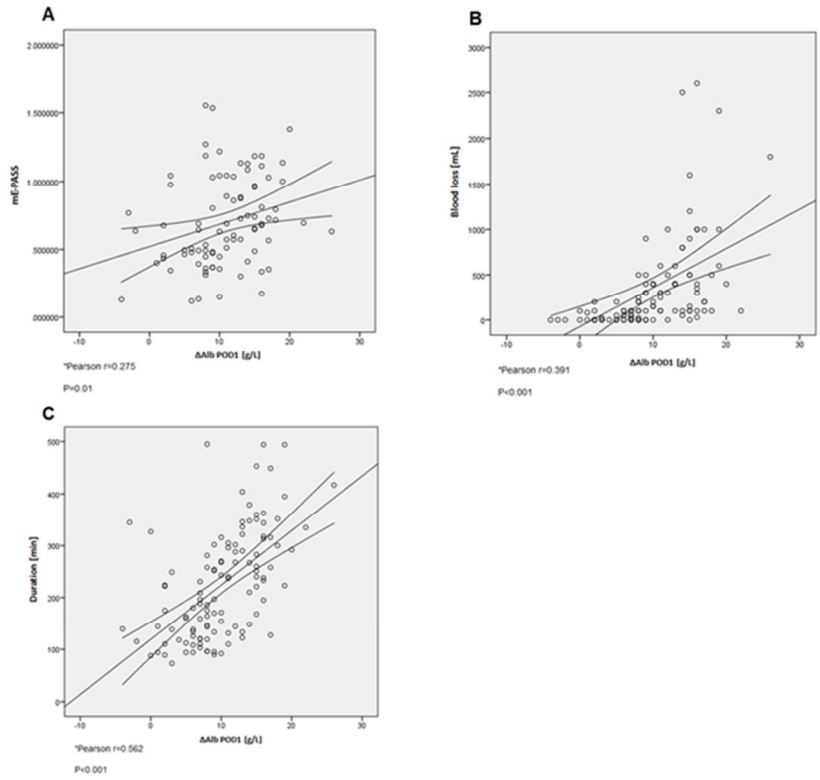 A
2.000000
1.500000
1.000000
.500000
.000000
mE-PASS
-10 0 10 20 30
ΔAlb POD1 [g/L]
*Pearson r=0.275
P=0.01
B
3000
2500
2000
1500
1000
500
0
Blood loss [mL]
-10 0 10 20 30
ΔAlb POD1 [g/L]
*Pearson r=0.391
P<0.001
C
500
400
300
200
100
0
Duration [min]
-10 0 10 20 30
ΔAlb POD1 [g/L]
*Pearson r=0.562
P<0.001